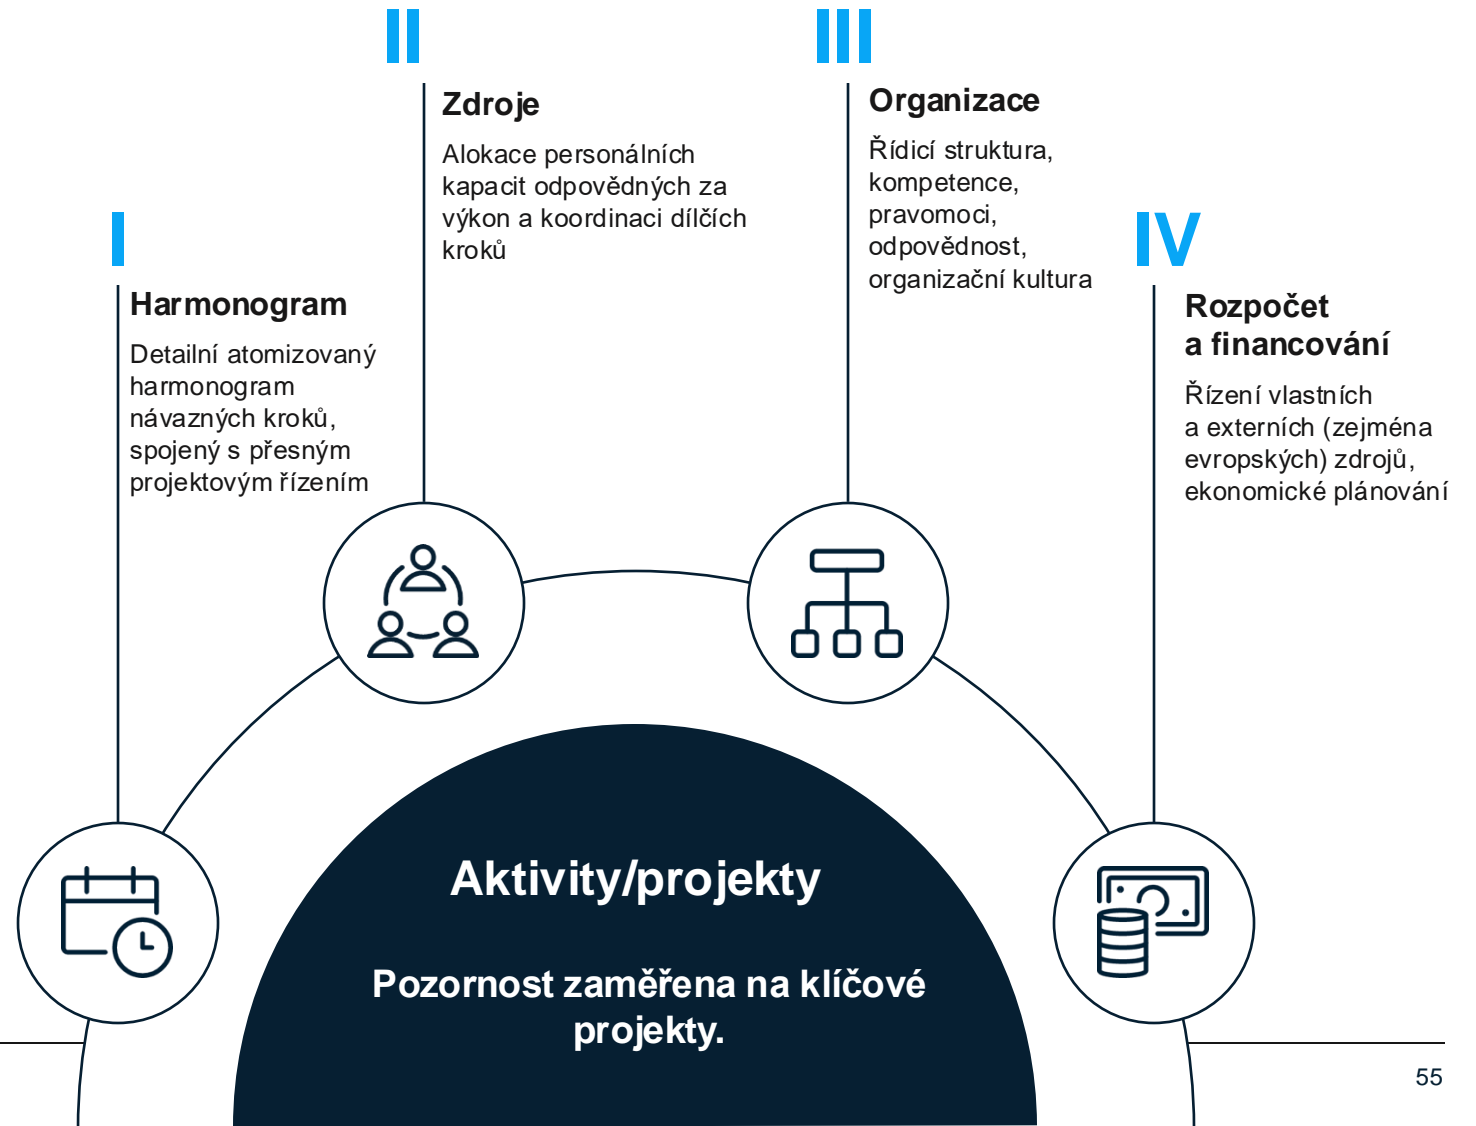 I
Harmonogram
Detailní atomizovaný
harmonogram
návazných kroků,
spojený s přesným
projektovým řízením
II
Zdroje
Alokace personálních
kapacit odpovědných za
výkon a koordinaci dílčích
kroků
III
Organizace
Řídicí struktura,
kompetence,
pravomoci,
odpovědnost,
organizační kultura
IV
Rozpočet
a financování
Řízení vlastních
a externích (zejména
evropských) zdrojů,
ekonomické plánování
Aktivity/projekty
Pozornost zaměřena na klíčové
projekty.
55